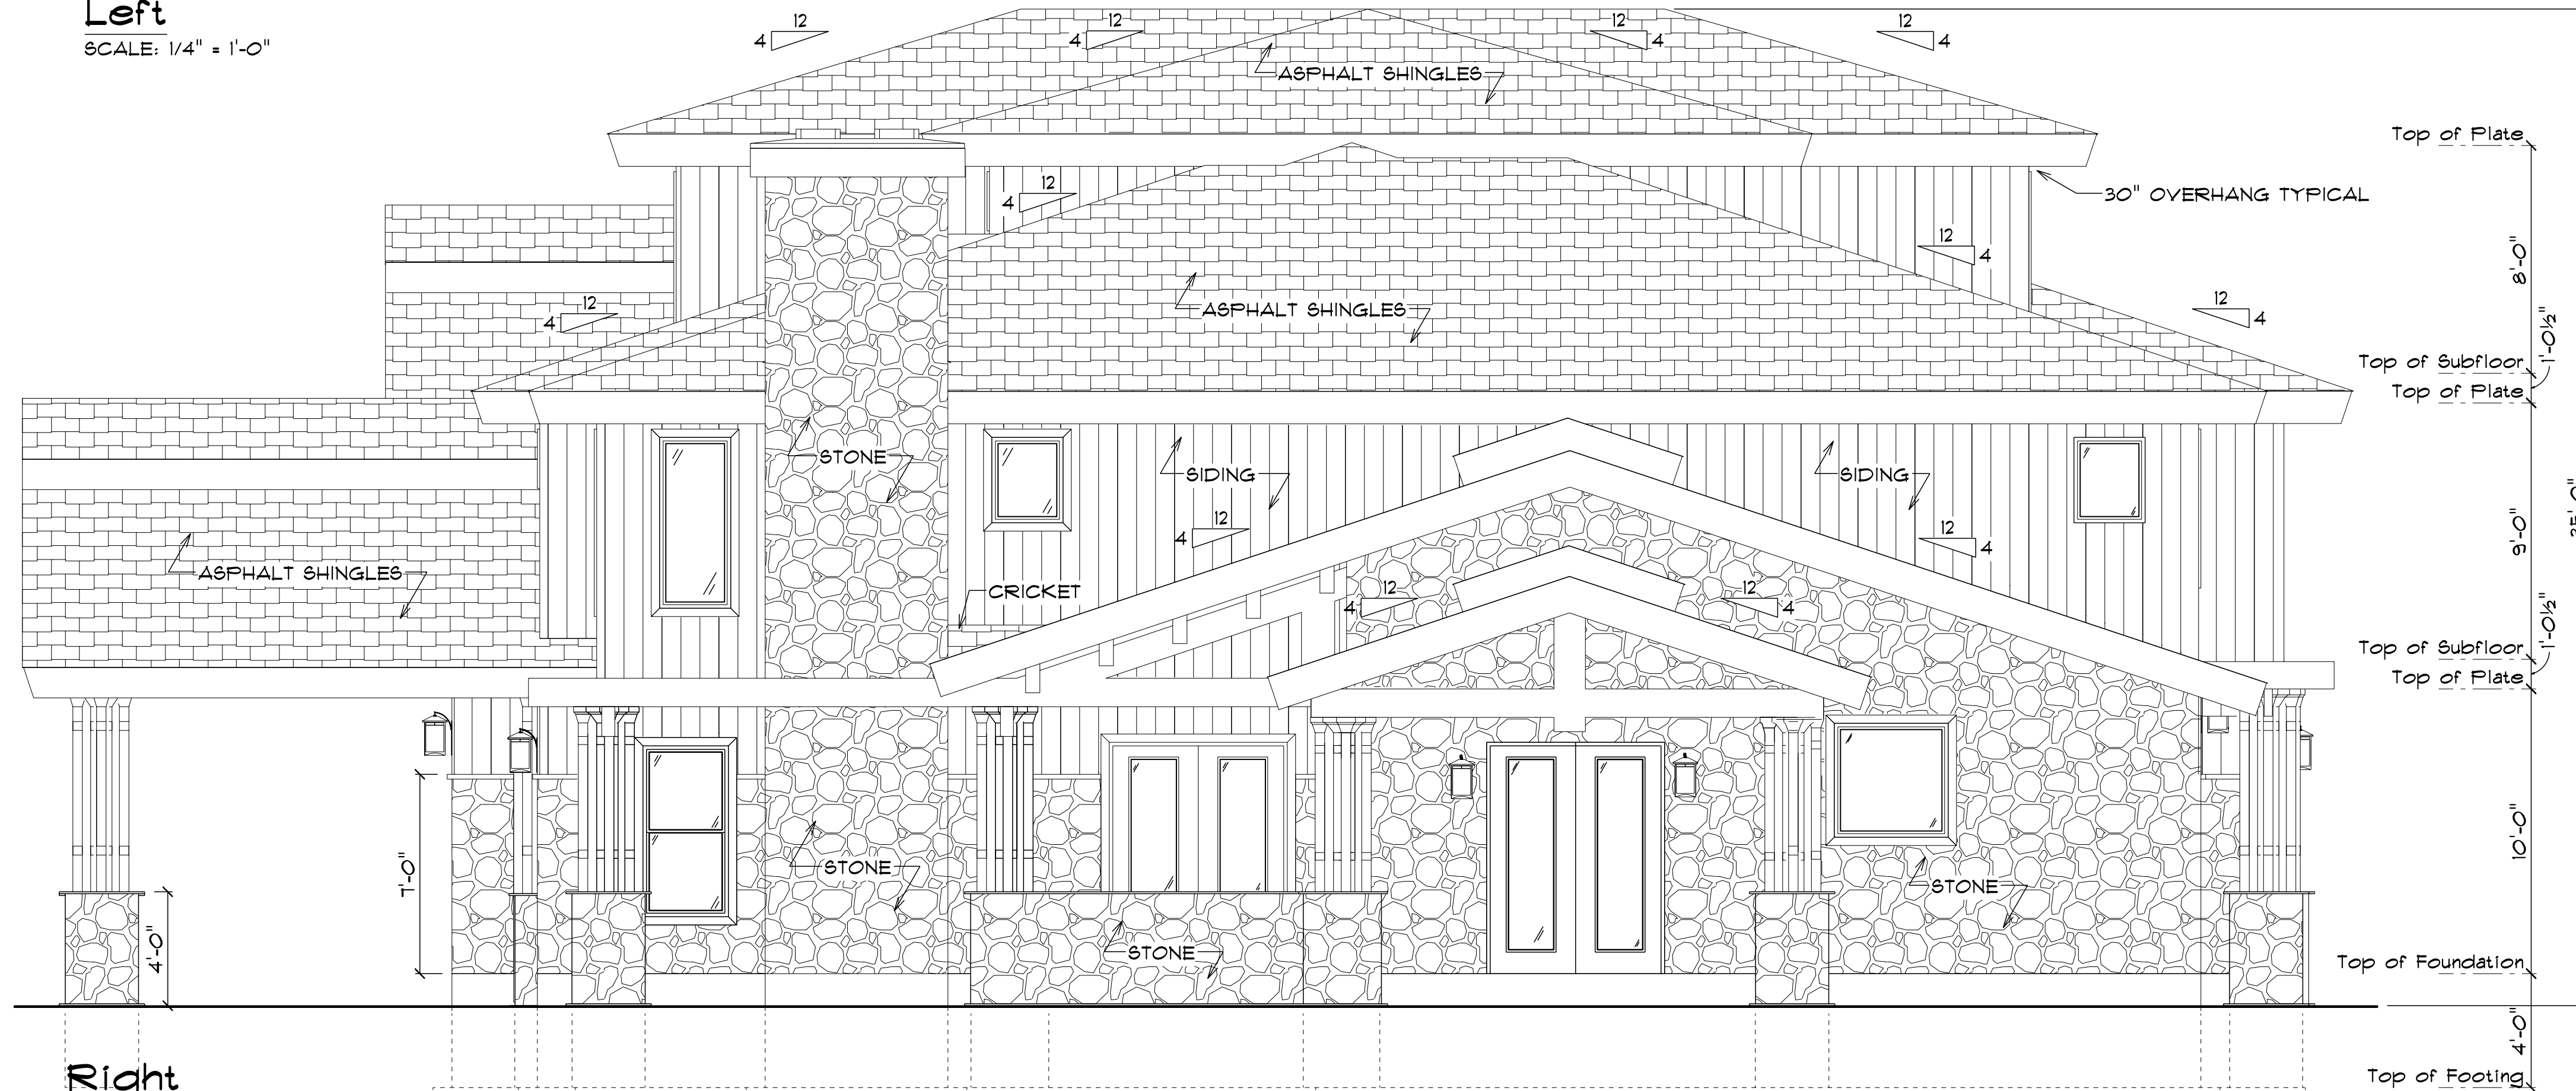 Left
SCALE: 1/4" = 1'-0"
12
4
12
4
12
4
12
4
ASPHALT SHINGLES
Top of Plate
12
4
30" OVERHANG TYPICAL
12
4
8'-0"
12
4
ASPHALT SHINGLES
12
4
1'-0½"
Top of Subfloor
Top of Plate
STONE
SIDING
SIDING
12
4
12
4
9'-0"
ASPHALT SHINGLES
CRICKET
12
4
12
4
1'-0½"
Top of Subfloor
Top of Plate
7'-0"
STONE
STONE
10'-0"
4'-0"
STONE
Top of Foundation
4'-0"
Right
Top of Footing